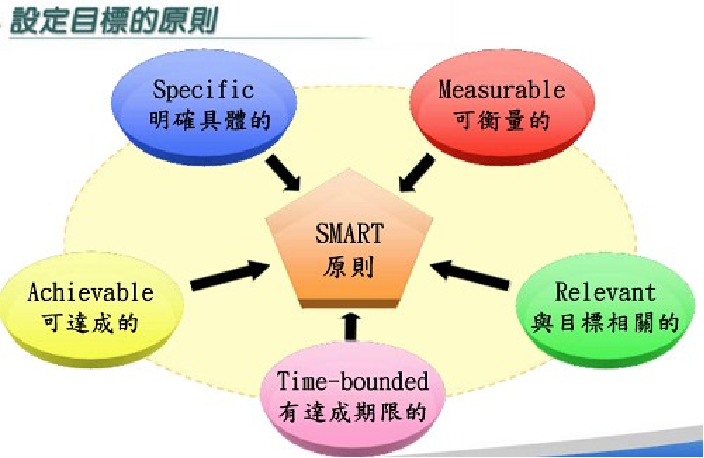 設定目標的原則
Specific
明確具體的
Measurable
可衡量的
SMART
原則
Achievable
可達成的
Relevant
與目標相關的
Time-bounded
有達成期限的